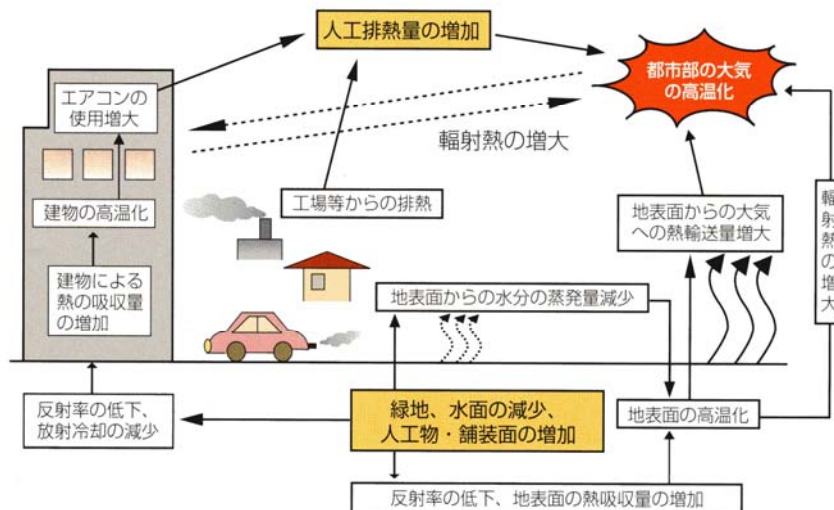 人工排熱量の増加
都市部の大気
の高温化
エアコンの
使用増大
輻射熱の増大
建物の高温化
工場等からの排熱
地表面からの大気
への熱輸送量増大
輻射熱の増大
建物による
熱の吸収量
の増加
地表面からの水分の蒸発量減少
反射率の低下、
放射冷却の減少
緑地、水面の減少、
人工物・舗装面の増加
地表面の高温化
反射率の低下、地表面の熱吸収量の増加